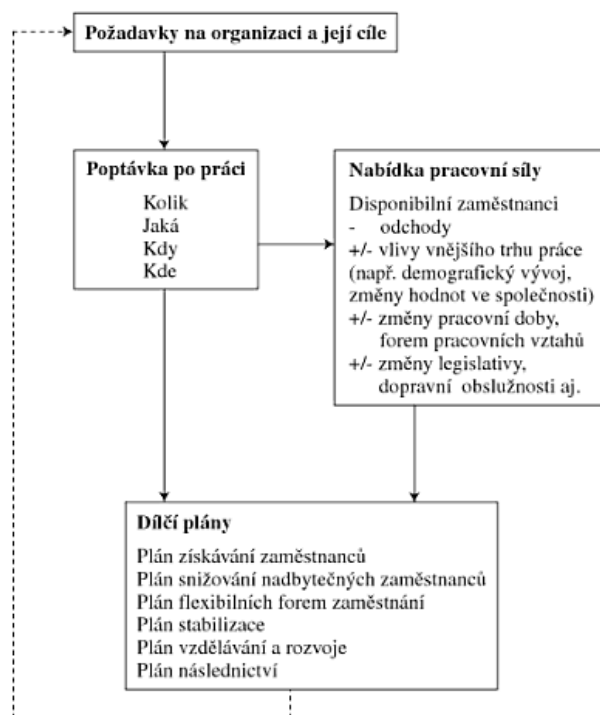 Požadavky na organizaci a její cíle
Poptávka po práci
Kolik
Jaká
Kdy
Kde
Nabídka pracovní síly
Disponibilní zaměstnanci
- odchody
+/- vlivy vnějšího trhu práce
(např. demografický vývoj,
změny hodnot ve společnosti)
+/- změny pracovní doby,
forem pracovních vztahů
+/- změny legislativy,
dopravní obslužnosti aj.
Dílčí plány
Plán získávání zaměstnanců
Plán snižování nadbytečných zaměstnanců
Plán flexibilních forem zaměstnání
Plán stabilizace
Plán vzdělávání a rozvoje
Plán následnictví